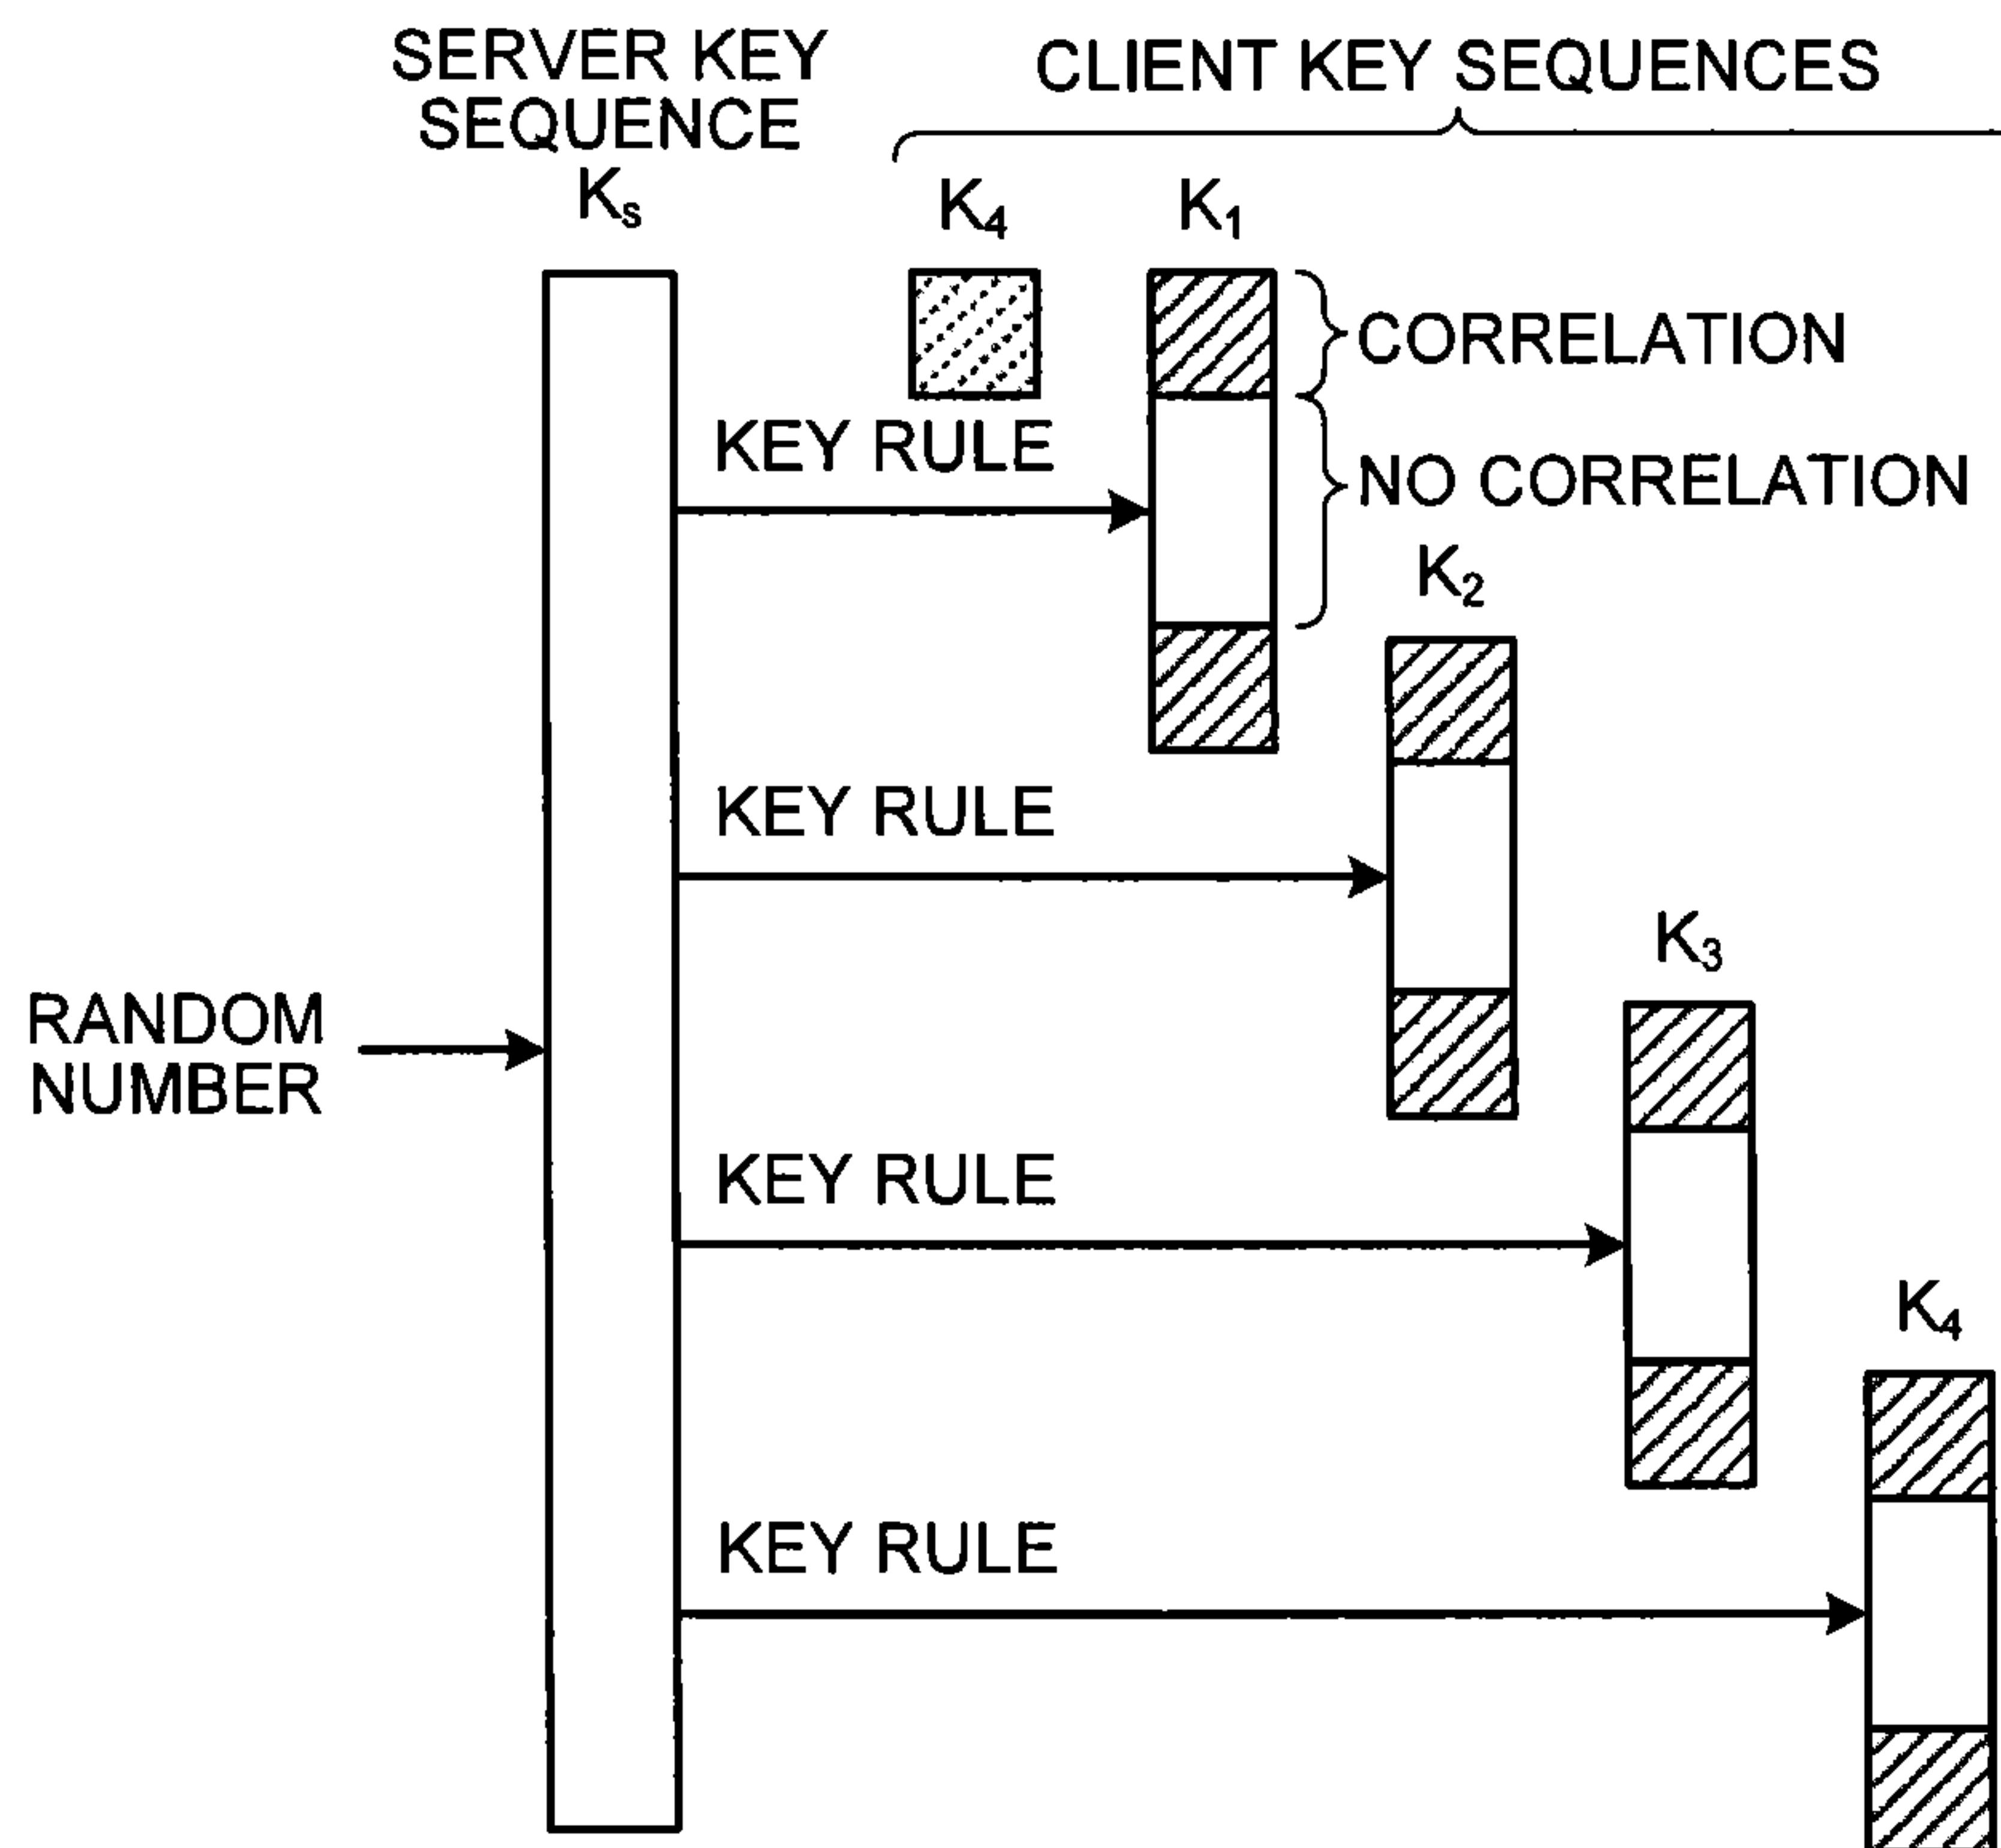 SERVER KEY
SEQUENCE
Ks
CLIENT KEY SEQUENCES
K4
K1
CORRELATION
KEY RULE
NO CORRELATION
K2
KEY RULE
K3
RANDOM
NUMBER
KEY RULE
K4
KEY RULE